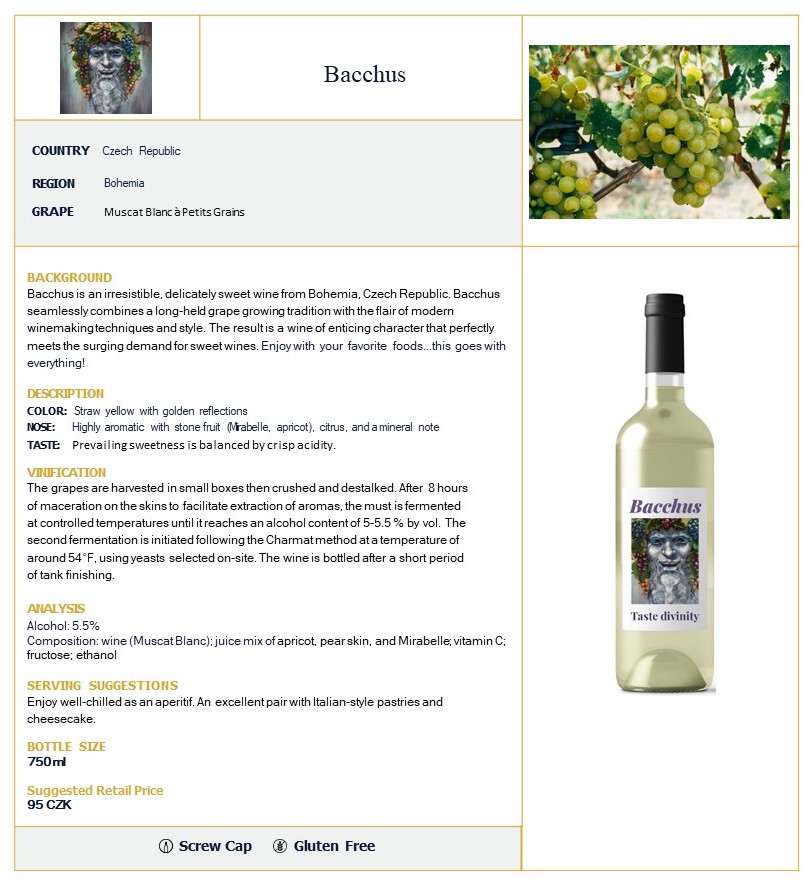 Bacchus
COUNTRY Czech Republic
REGION Bohemia
GRAPE Muscat Blanc à Petits Grains
BACKGROUND
Bacchus is an irresistible, delicately sweet wine from Bohemia, Czech Republic. Bacchus
seamlessly combines a long-held grape growing tradition with the flair of modern
winemaking techniques and style. The result is a wine of enticing character that perfectly
meets the surging demand for sweet wines. Enjoy with your favorite foods...this goes with
everything!
DESCRIPTION
COLOR: Straw yellow with golden reflections
NOSE: Highly aromatic with stone fruit (Mirabelle, apricot), citrus, and a mineral note
TASTE: Prevailing sweetness is balanced by crisp acidity.
VINIFICATION
The grapes are harvested in small boxes then crushed and destalked. After 8 hours
of maceration on the skins to facilitate extraction of aromas, the must is fermented
at controlled temperatures until it reaches an alcohol content of 5-5.5 % by vol. The
second fermentation is initiated following the Charmat method at a temperature of
around 54°F, using yeasts selected on-site. The wine is bottled after a short period
of tank finishing.
ANALYSIS
Alcohol: 5.5%
Composition: wine (Muscat Blanc); juice mix of apricot, pear skin, and Mirabelle; vitamin C;
fructose; ethanol
SERVING SUGGESTIONS
Enjoy well-chilled as an aperitif. An excellent pair with Italian-style pastries and
cheesecake.
BOTTLE SIZE
750 ml
Suggested Retail Price
95 CZK
Screw Cap Gluten Free
Bacchus
Taste divinity